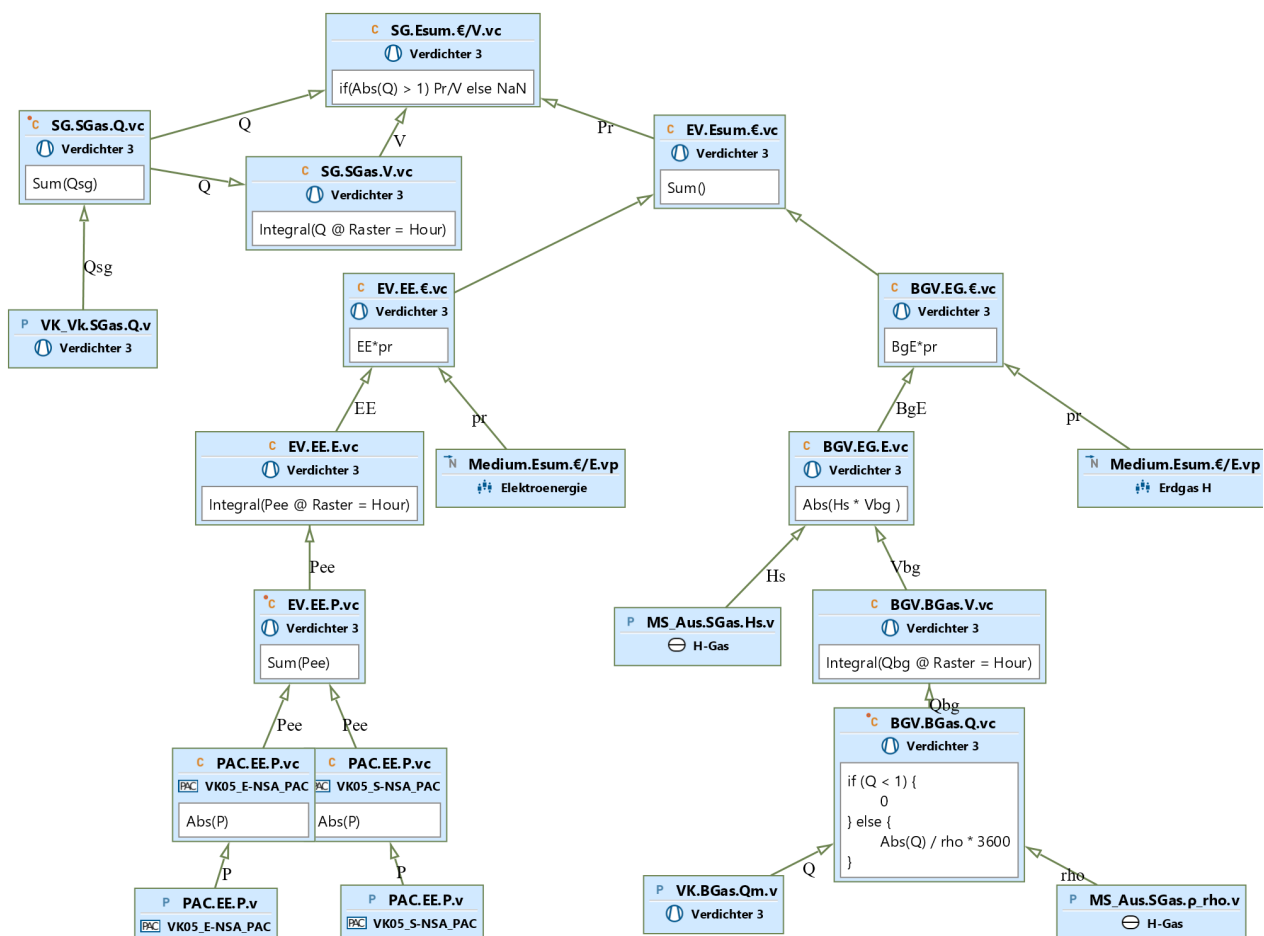 C SG.Esum.€/V.vc
Verdichter 3
if(Abs(Q) > 1) Pr/V else NaN
C SG.SGas.Q.vc
Verdichter 3
Sum(Qsg)
Q
V
Pr
C EV.Esum.€.vc
Verdichter 3
Sum()
Q
C SG.SGas.V.vc
Verdichter 3
Integral(Q @ Raster = Hour)
Qsg
P VK_Vk.SGas.Q.v
Verdichter 3
C EV.EE.€.vc
Verdichter 3
EE*pr
C BGV.EG.€.vc
Verdichter 3
BgE*pr
EE
pr
BgE
pr
C EV.EE.E.vc
Verdichter 3
Integral(Pee @ Raster = Hour)
N Medium.Esum.€/E.vp
Elektroenergie
C BGV.EG.E.vc
Verdichter 3
Abs(Hs * Vbg )
N Medium.Esum.€/E.vp
Erdgas H
Pee
Hs
Vbg
C EV.EE.P.vc
Verdichter 3
Sum(Pee)
P MS_Aus.SGas.Hs.v
H-Gas
C BGV.BGas.V.vc
Verdichter 3
Integral(Qbg @ Raster = Hour)
Pee
Pee
Qbg
C PAC.EE.P.vc
PAC VK05_E-NSA_PAC
Abs(P)
C PAC.EE.P.vc
PAC VK05_S-NSA_PAC
Abs(P)
C BGV.BGas.Q.vc
Verdichter 3
if (Q < 1) {
0
} else {
Abs(Q) / rho * 3600
}
P
P
Q
rho
P PAC.EE.P.v
PAC VK05_E-NSA_PAC
P PAC.EE.P.v
PAC VK05_S-NSA_PAC
P VK.BGas.Qm.v
Verdichter 3
P MS_Aus.SGas.ρ_rho.v
H-Gas